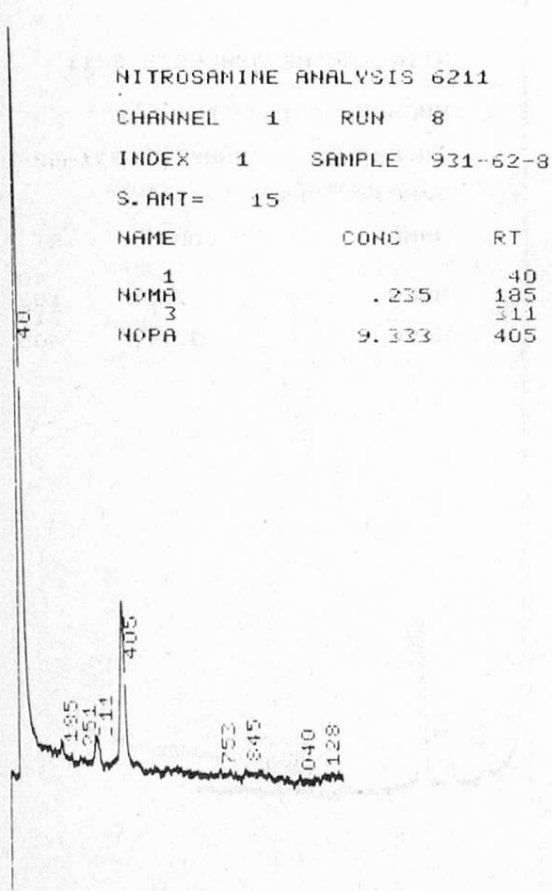 NITROSAMINE ANALYSIS 6211
CHANNEL 1 RUN 8
INDEX 1 SAMPLE 931-62-8
S. AMT= 15
NAME CONC RT
1 40
NDMA .235 185
3 311
NDPA 9.333 405
40
405
185
251
311
753
845
040
128